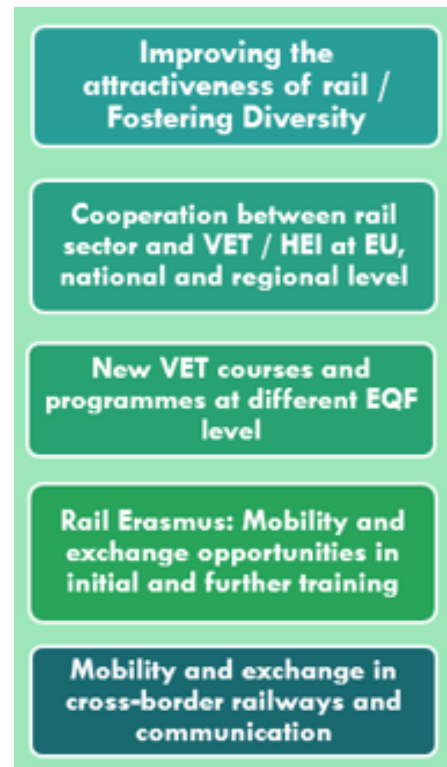 Improving the
attractiveness of rail /
Fostering Diversity
Cooperation between rail
sector and VET / HEI at EU,
national and regional level
New VET courses and
programmes at different EQF
level
Rail Erasmus: Mobility and
exchange opportunities in
initial and further training
Mobility and exchange in
cross-border railways and
communication